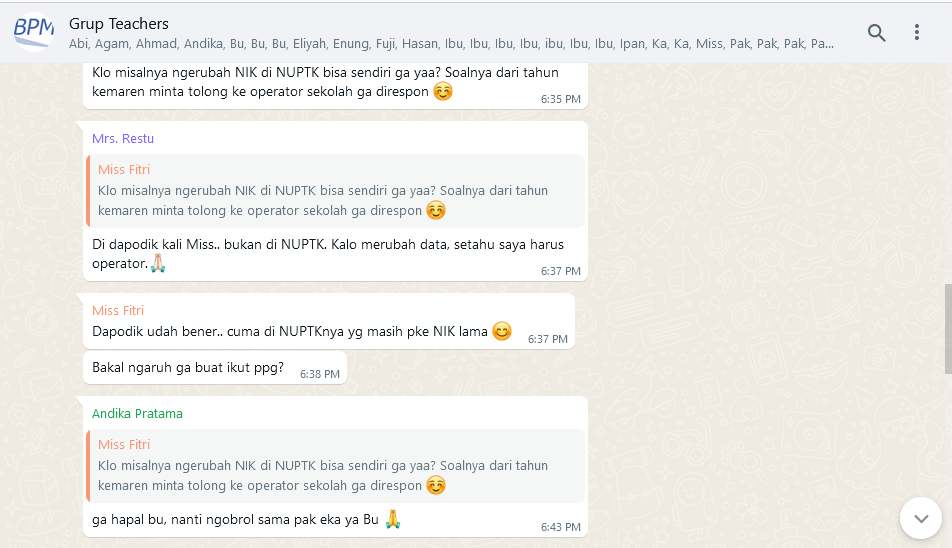 BPM
Grup Teachers
Abi, Agam, Ahmad, Andika, Bu, Bu, Bu, Eliyah, Enung, Fuji, Hasan, Ibu, Ibu, Ibu, Ibu, ibu, Ibu, Ibu, Ipan, Ka, Ka, Miss, Pak, Pak, Pak, Pa...
Klo misalnya ngerubah NIK di NUPTK bisa sendiri ga yaa? Soalnya dari tahun
kemaren minta tolong ke operator sekolah ga direspon 😊
6:35 PM
Mrs. Restu
Miss Fitri
Klo misalnya ngerubah NIK di NUPTK bisa sendiri ga yaa? Soalnya dari tahun
kemaren minta tolong ke operator sekolah ga direspon 😊
Di dapodik kali Miss.. bukan di NUPTK. Kalo merubah data, setahu saya harus
operator.🙏🏻
6:37 PM
Miss Fitri
Dapodik udah bener.. cuma di NUPTKnya yg masih pke NIK lama 😊
6:37 PM
Bakal ngaruh ga buat ikut ppg?
6:38 PM
Andika Pratama
Miss Fitri
Klo misalnya ngerubah NIK di NUPTK bisa sendiri ga yaa? Soalnya dari tahun
kemaren minta tolong ke operator sekolah ga direspon 😊
ga hapal bu, nanti ngobrol sama pak eka ya Bu 🙏
6:43 PM